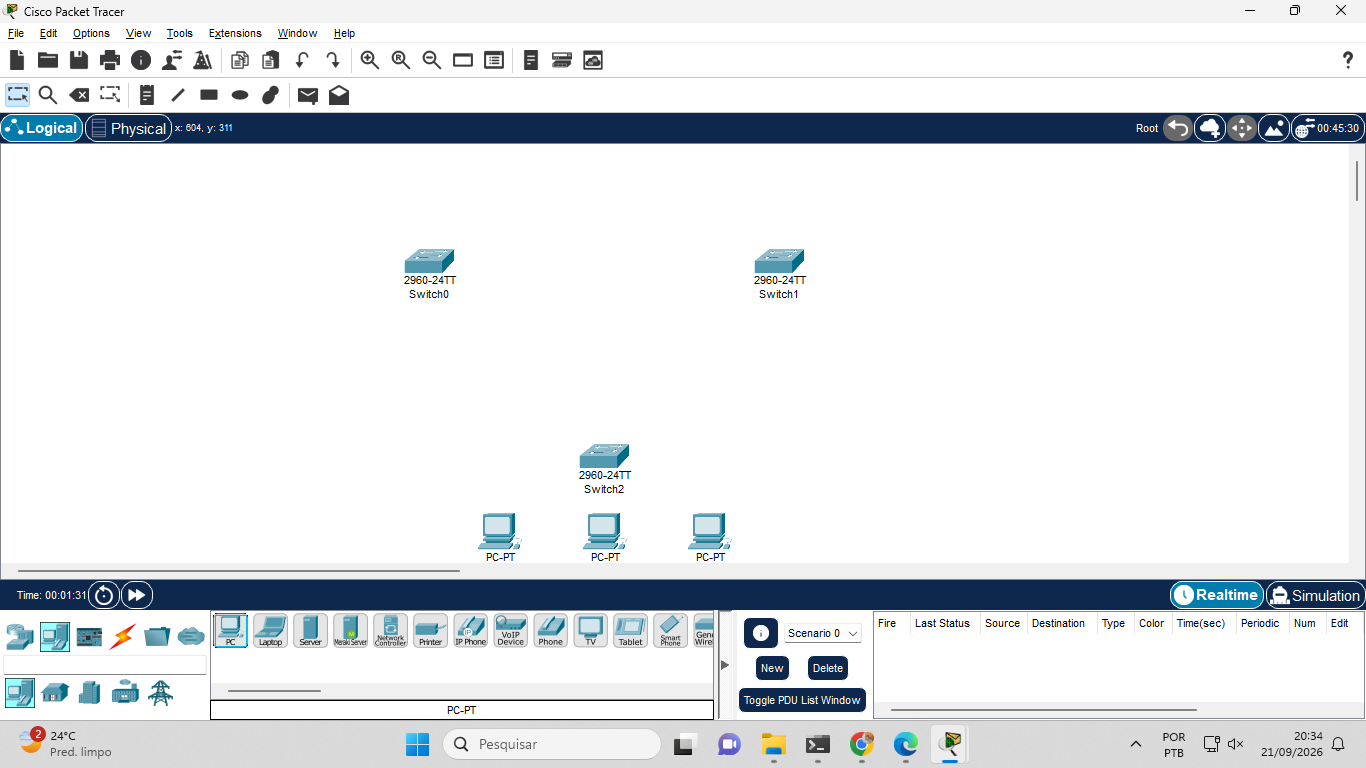 Cisco Packet Tracer
File Edit Options View Tools Extensions Window Help
Logical Physical x: 604, y: 311 Root 00:45:30
2960-24TT
Switch0
2960-24TT
Switch1
2960-24TT
Switch2
PC-PT PC-PT PC-PT
Time: 00:01:31 Realtime Simulation
PC Laptop Server Meraki Server Network Controller Printer IP Phone VoIP Device Phone TV Tablet Smart Phone
PC-PT
Scenario 0
New Delete
Toggle PDU List Window
Fire Last Status Source Destination Type Color Time(sec) Periodic Num Edit
2 24°C
Pred. limpo
Pesquisar
POR
PTB
20:34
21/09/2026